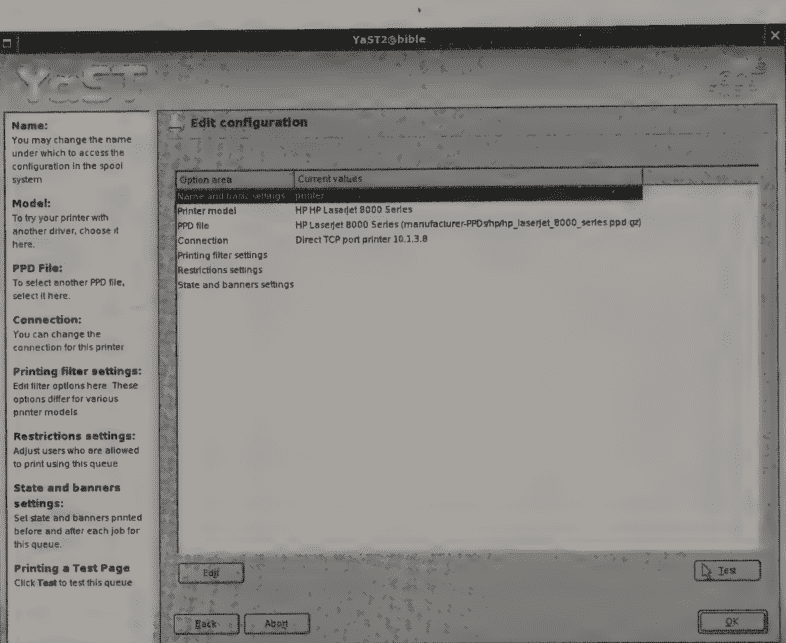 YaST2@bible
YaST
Name:
You may change the name
under which to access the
configuration in the spool
system
Model:
To try your printer with
another driver, choose it
here.
PPD File:
To select another PPD file,
select it here.
Connection:
You can change the
connection for this printer
Printing filter settings:
Edit filter options here These
options differ for various
printer models
Restrictions settings:
Adjust users who are allowed
to print using this queue
State and banners
settings:
Set state and banners printed
before and after each job for
this queue.
Printing a Test Page
Click Test to test this queue
Edit configuration
Option area Current values
Name and basic settings printer
Printer model HP HP LaserJet 8000 Series
PPD file HP LaserJet 8000 Series (manufacturer-PPDs/hp/hp_laserjet_8000_series.ppd.gz)
Connection Direct TCP port printer 10.1.3.8
Printing filter settings
Restrictions settings
State and banners settings
Edit Test
Back Abort OK